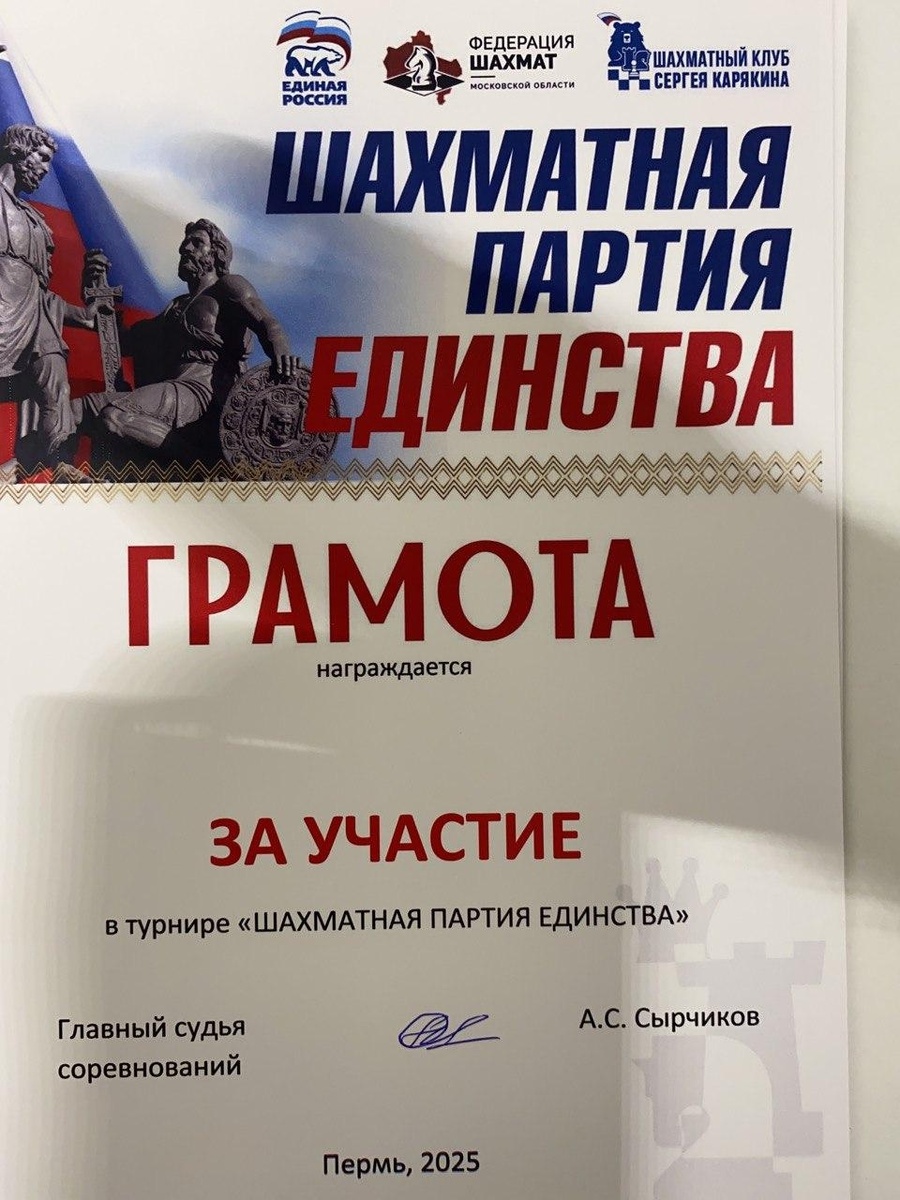 ЕДИНАЯ
РОССИЯ
ФЕДЕРАЦИЯ
ШАХМАТ
МОСКОВСКОЙ ОБЛАСТИ
ШАХМАТНЫЙ КЛУБ
СЕРГЕЯ КАРЯКИНА
ШАХМАТНАЯ
ПАРТИЯ
ЕДИНСТВА
ГРАМОТА
награждается
ЗА УЧАСТИЕ
в турнире «ШАХМАТНАЯ ПАРТИЯ ЕДИНСТВА»
Главный судья
соревнований
А.С. Сырчиков
Пермь, 2025